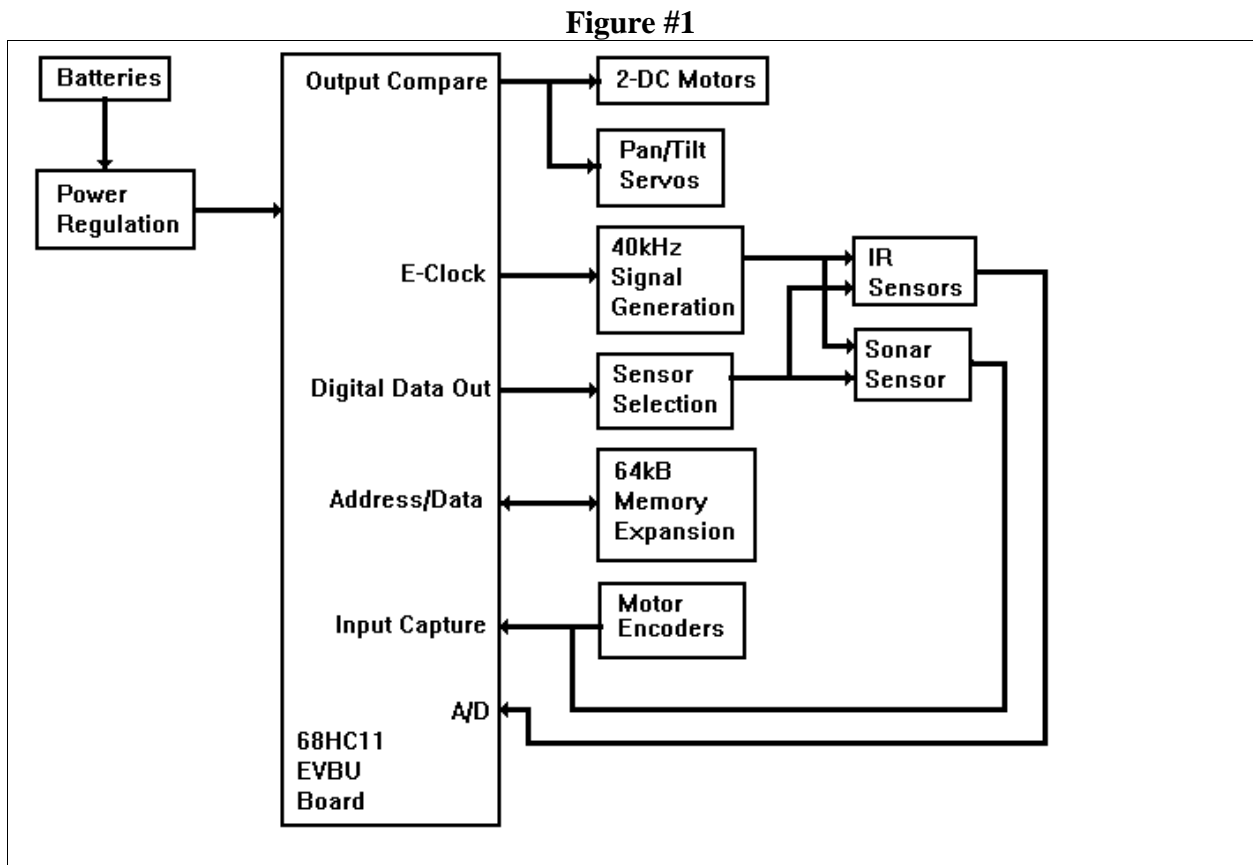 Figure #1
Batteries
Power
Regulation
Output Compare
E-Clock
Digital Data Out
Address/Data
Input Capture
A/D
68HC11
EVBU
Board
2-DC Motors
Pan/Tilt
Servos
40kHz
Signal
Generation
Sensor
Selection
64kB
Memory
Expansion
Motor
Encoders
IR
Sensors
Sonar
Sensor